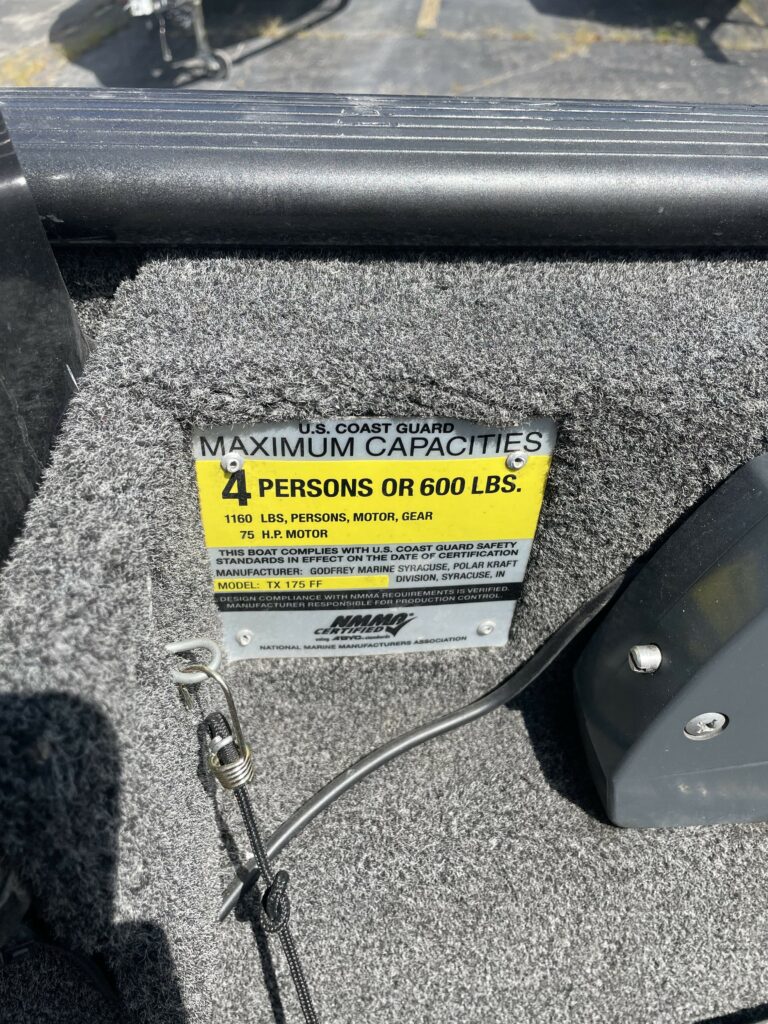 U.S. COAST GUARD
MAXIMUM CAPACITIES
4 PERSONS OR 600 LBS.
1160 LBS, PERSONS, MOTOR, GEAR
75 H.P. MOTOR
THIS BOAT COMPLIES WITH U.S. COAST GUARD SAFETY
STANDARDS IN EFFECT ON THE DATE OF CERTIFICATION
MANUFACTURER: GODFREY MARINE SYRACUSE, POLAR KRAFT
MODEL: TX 175 FF DIVISION, SYRACUSE, IN
DESIGN COMPLIANCE WITH NMMA REQUIREMENTS IS VERIFIED.
MANUFACTURER RESPONSIBLE FOR PRODUCTION CONTROL.
NMMA
CERTIFIED
using ABYC standards
NATIONAL MARINE MANUFACTURERS ASSOCIATION